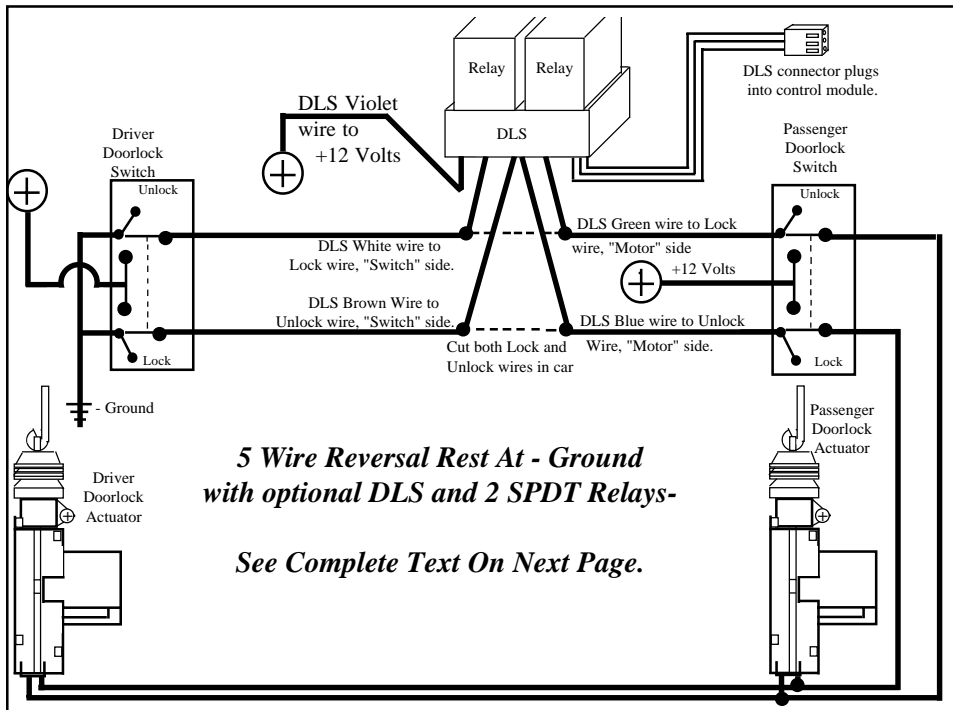 Relay
Relay
DLS
DLS connector plugs
into control module.
DLS Violet
wire to
+12 Volts
Driver
Doorlock
Switch
Unlock
Passenger
Doorlock
Switch
Unlock
DLS White wire to
Lock wire, "Switch" side.
DLS Green wire to Lock
wire, "Motor" side
+12 Volts
DLS Brown Wire to
Unlock wire, "Switch" side.
DLS Blue wire to Unlock
Wire, "Motor" side.
Cut both Lock and
Unlock wires in car
Lock
Lock
- Ground
Driver
Doorlock
Actuator
Passenger
Doorlock
Actuator
5 Wire Reversal Rest At - Ground
with optional DLS and 2 SPDT Relays-
See Complete Text On Next Page.